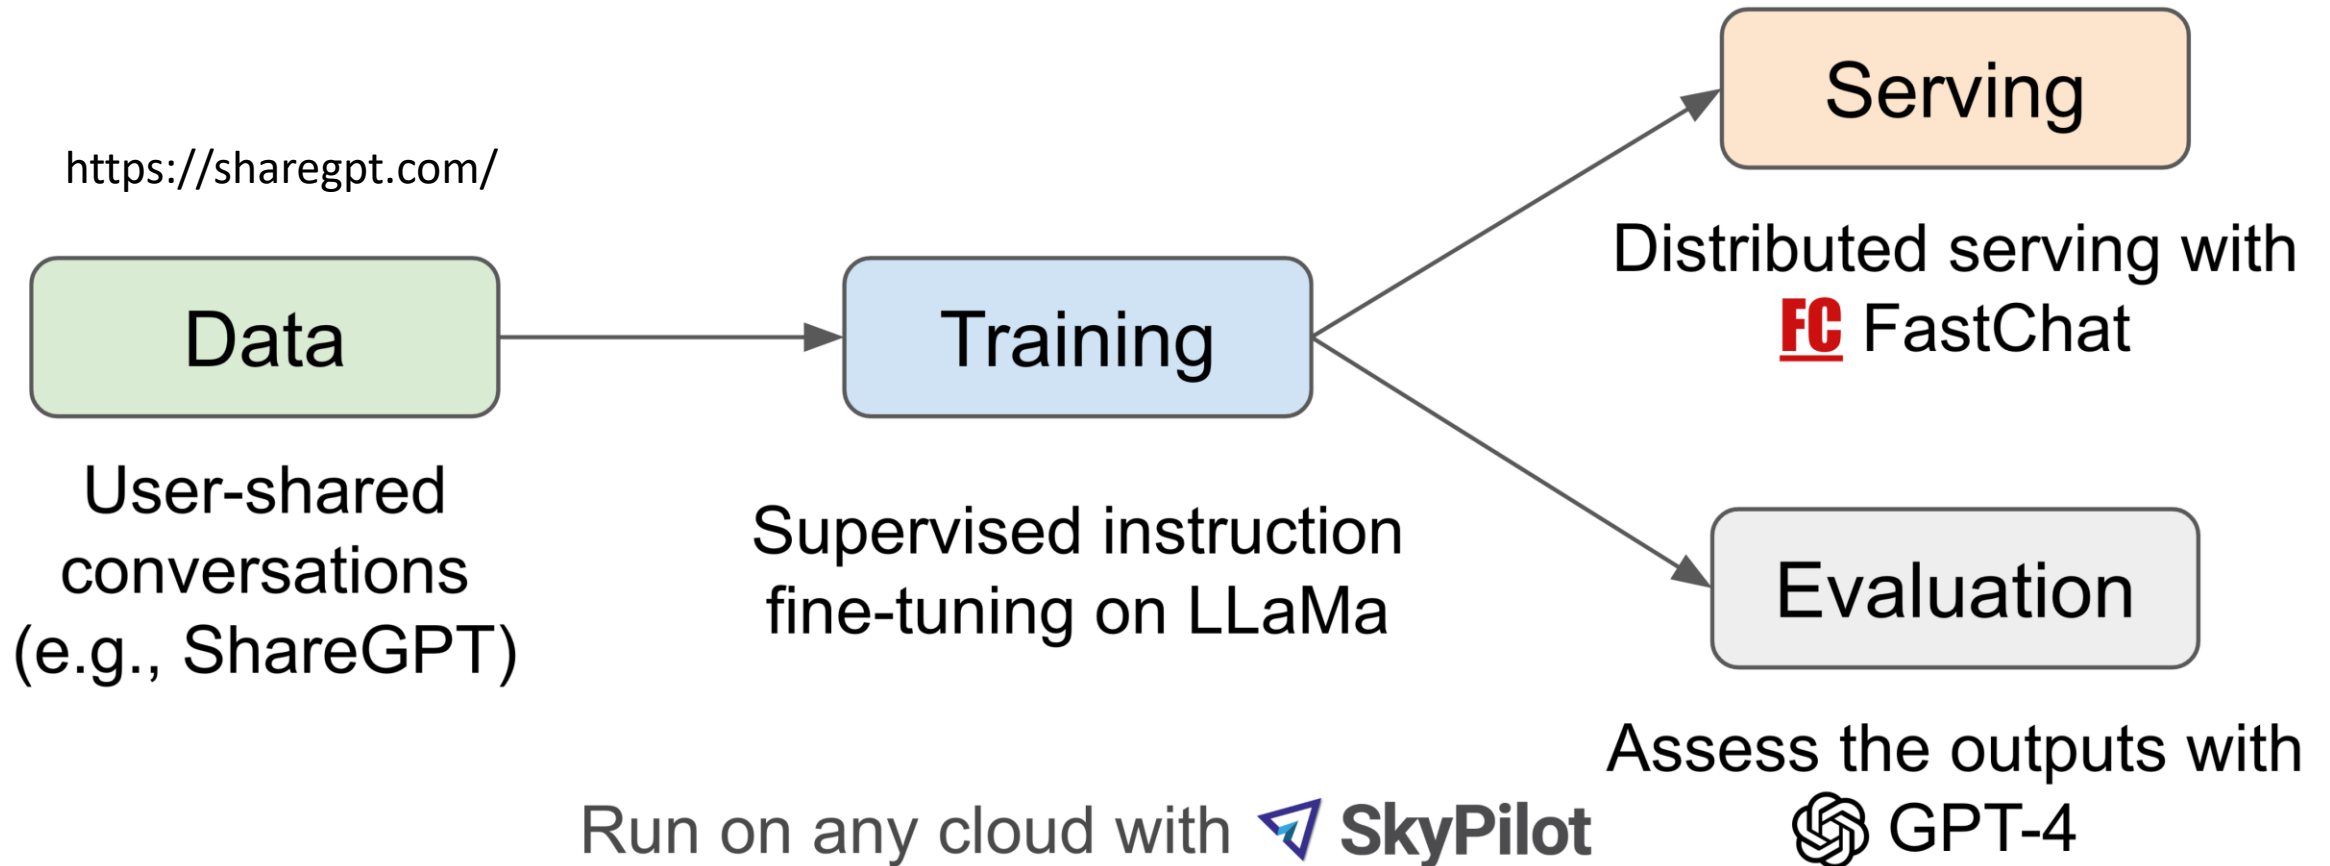 https://sharegpt.com/
Data
User-shared
conversations
(e.g., ShareGPT)
Training
Supervised instruction
fine-tuning on LLaMa
Serving
Distributed serving with
FC FastChat
Evaluation
Assess the outputs with
GPT-4
Run on any cloud with SkyPilot